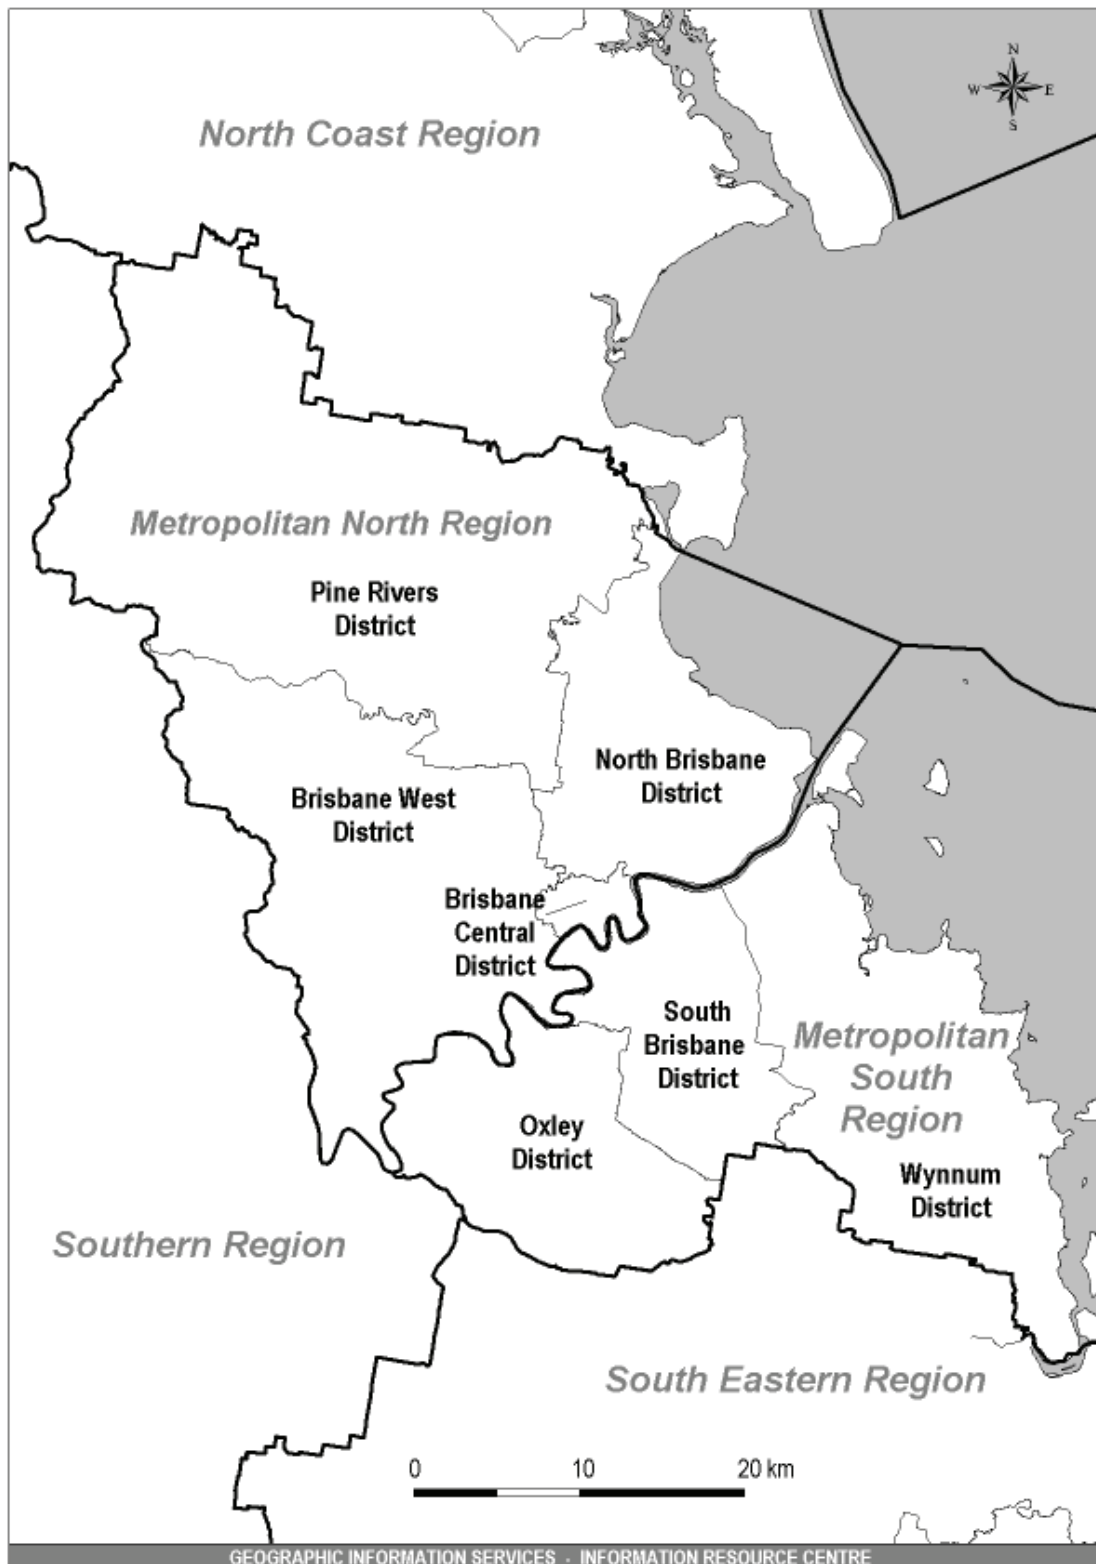 N
W E
S
North Coast Region
Metropolitan North Region
Pine Rivers
District
North Brisbane
District
Brisbane West
District
Brisbane
Central
District
South
Brisbane
District
Metropolitan
South
Region
Oxley
District
Wynnum
District
Southern Region
South Eastern Region
0 10 20 km
GEOGRAPHIC INFORMATION SERVICES - INFORMATION RESOURCE CENTRE